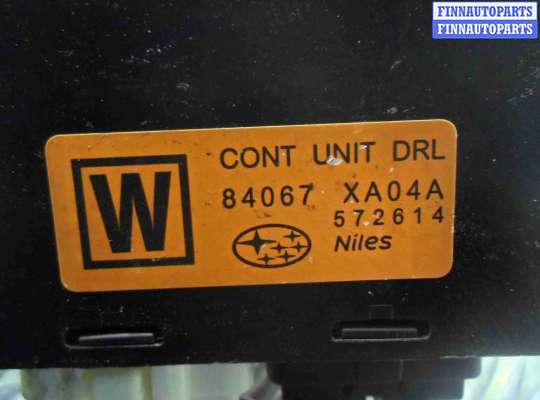 FINNAUTOPARTS
FINNAUTOPARTS
W
CONT UNIT DRL
84067 XA04A
572614
Niles